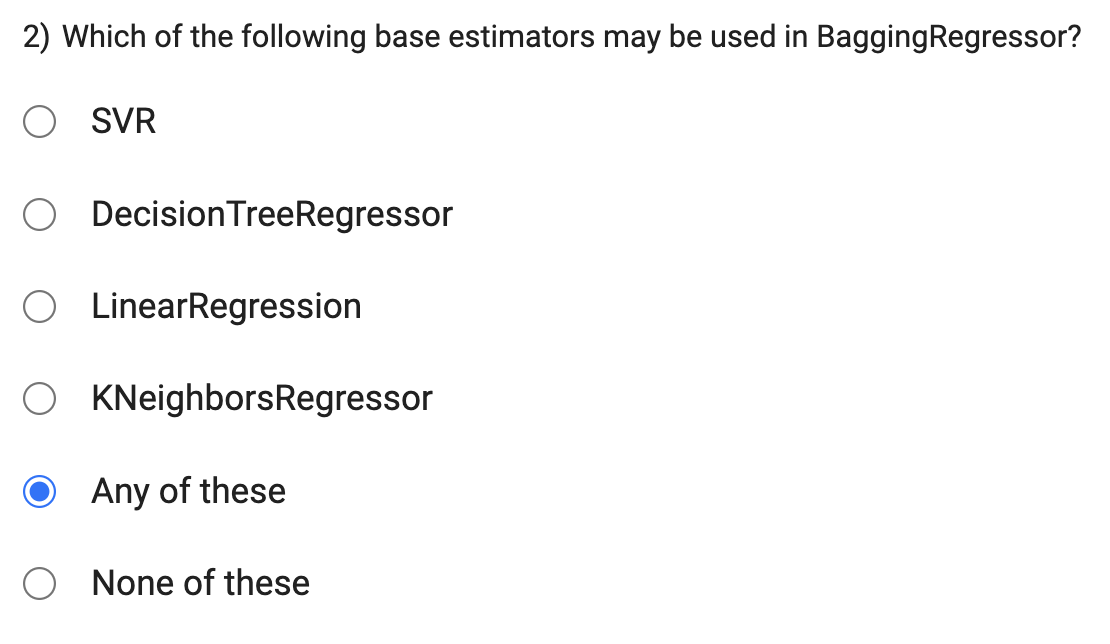 2) Which of the following base estimators may be used in BaggingRegressor?
SVR
DecisionTreeRegressor
LinearRegression
KNeighborsRegressor
Any of these
None of these